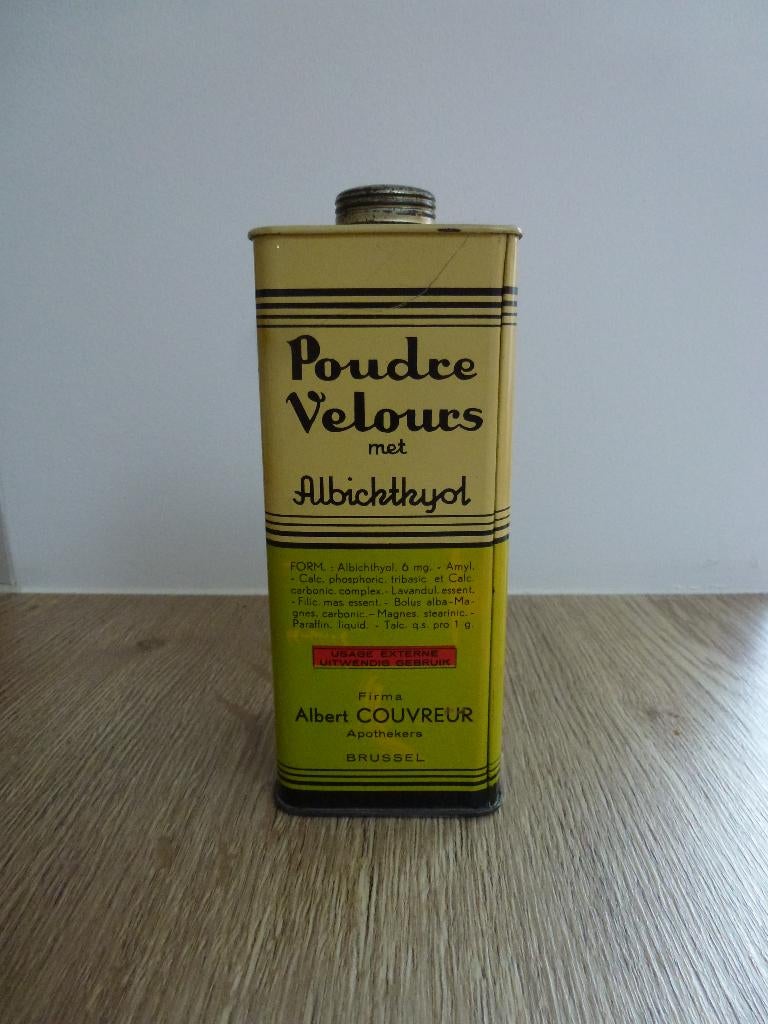 Poudre
Velours
met
Albichthyol
FORM. : Albichthyol. 6 mg. - Amyl.
- Calc. phosphoric. tribasic. et Calc.
carbonic. complex. - Lavandul. essent.
- Filic. mas. essent. - Bolus alba - Ma-
gnes. carbonic. - Magnes. stearinic. -
Paraffin. liquid. - Talc. q.s. pro 1 g.
USAGE EXTERNE
UITWENDIG GEBRUIK
Firma
Albert COUVREUR
Apothekers
BRUSSEL